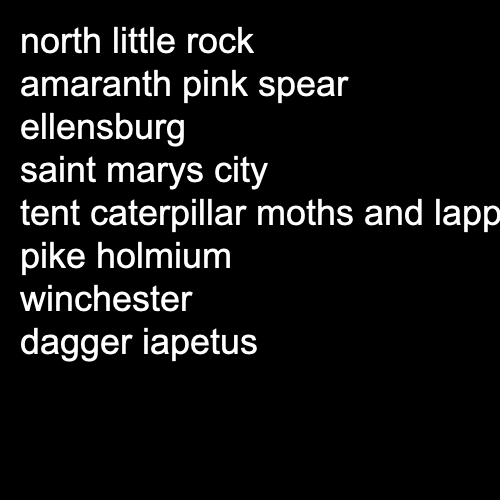 north little rock
amaranth pink spear
ellensburg
saint marys city
tent caterpillar moths and lapp
pike holmium
winchester
dagger iapetus